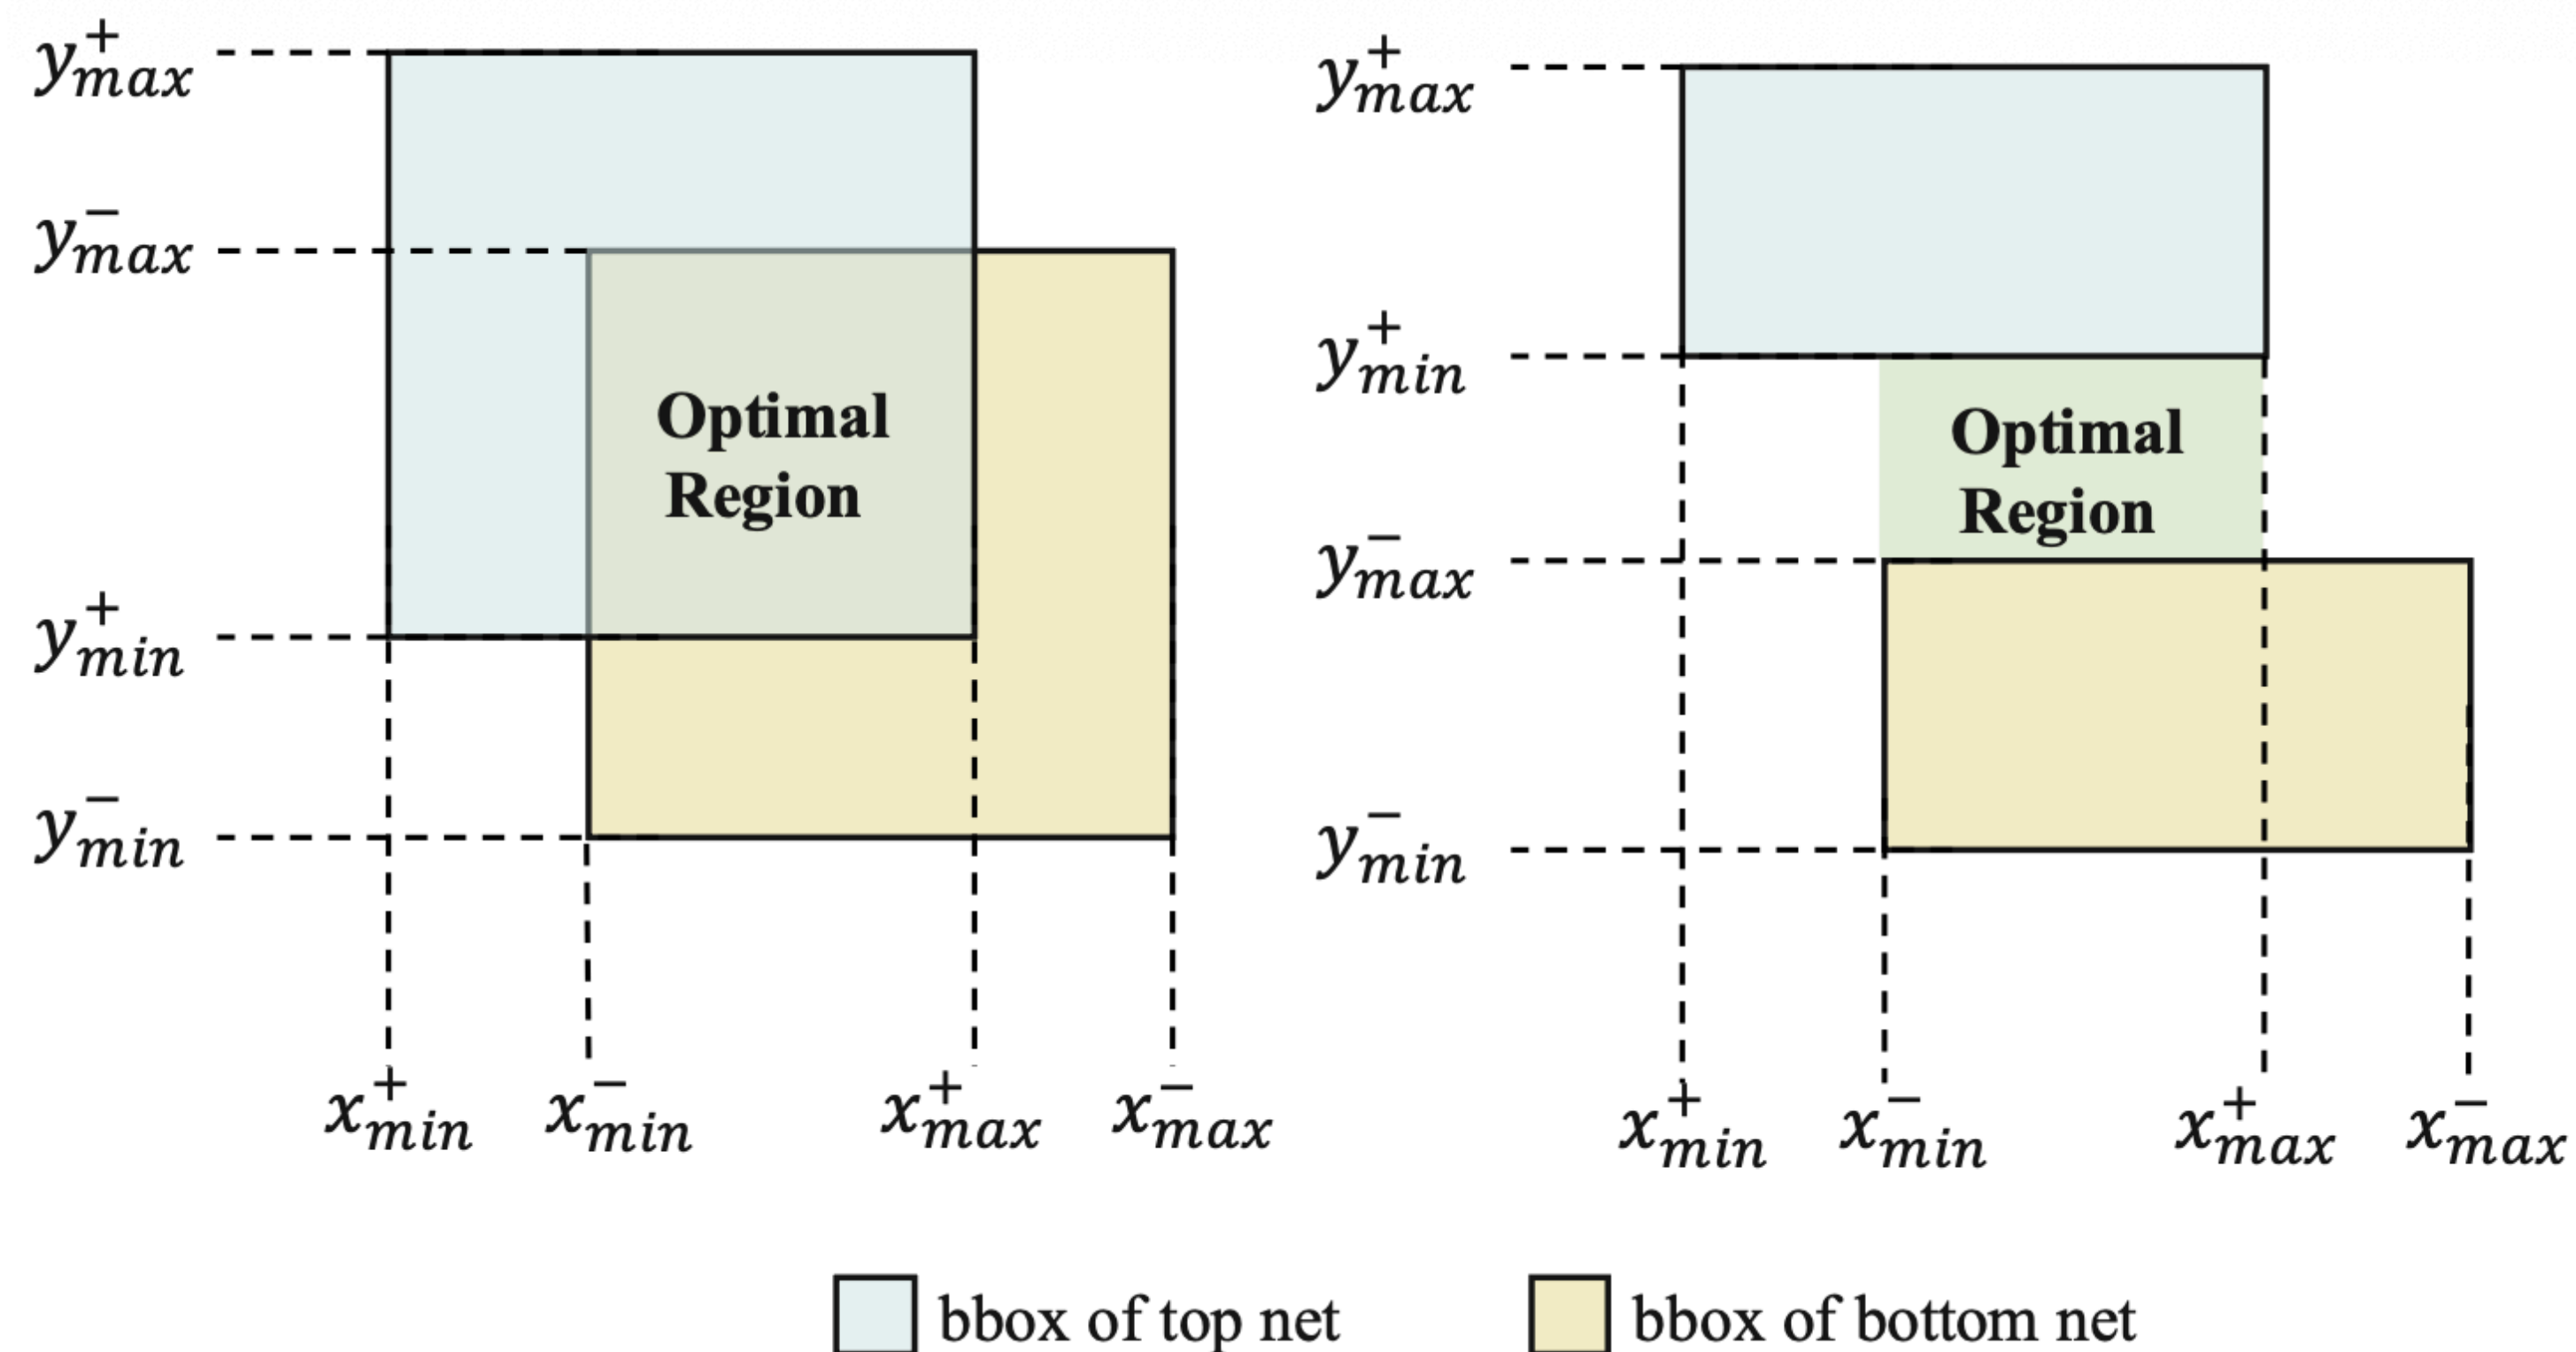 y⁺max
y⁻max
y⁺min
y⁻min
Optimal
Region
x⁺min
x⁻min
x⁺max
x⁻max
y⁺max
y⁺min
y⁻max
y⁻min
Optimal
Region
x⁺min
x⁻min
x⁺max
x⁻max
bbox of top net
bbox of bottom net